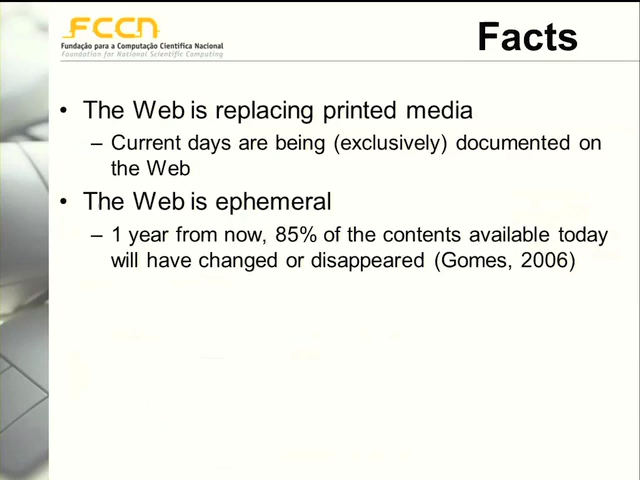 FCCN
Fundação para a Computação Científica Nacional
Foundation for National Scientific Computing
Facts
• The Web is replacing printed media
– Current days are being (exclusively) documented on
the Web
• The Web is ephemeral
– 1 year from now, 85% of the contents available today
will have changed or disappeared (Gomes, 2006)